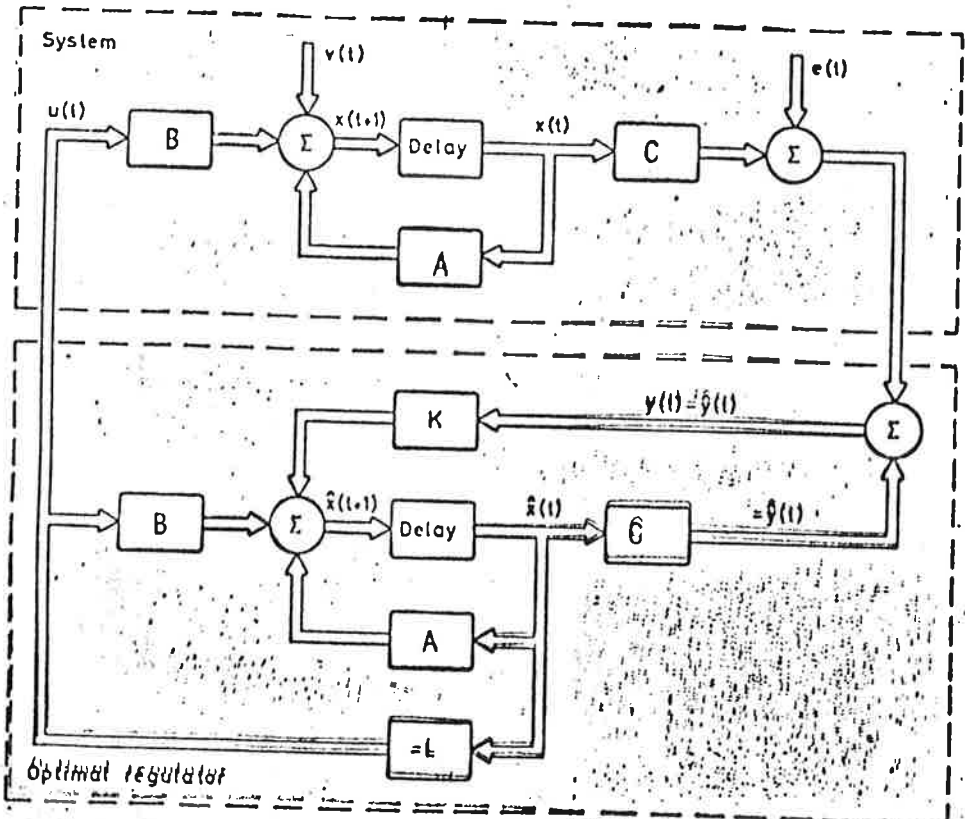 System
v(t)
e(t)
u(t)
B
Σ
x(t+1)
Delay
x(t)
C
Σ
A
K
y(t)-ŷ(t)
Σ
B
Σ
x̂(t+1)
Delay
x̂(t)
-ŷ(t)
A
-L
Optimal regulator